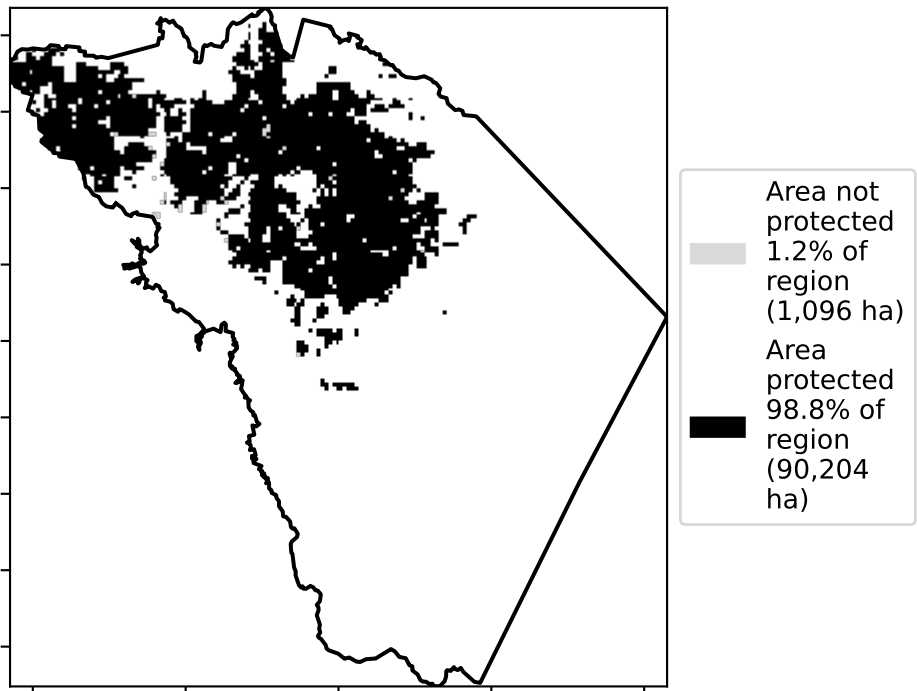 Area not
protected
1.2% of
region
(1,096 ha)
Area
protected
98.8% of
region
(90,204
ha)